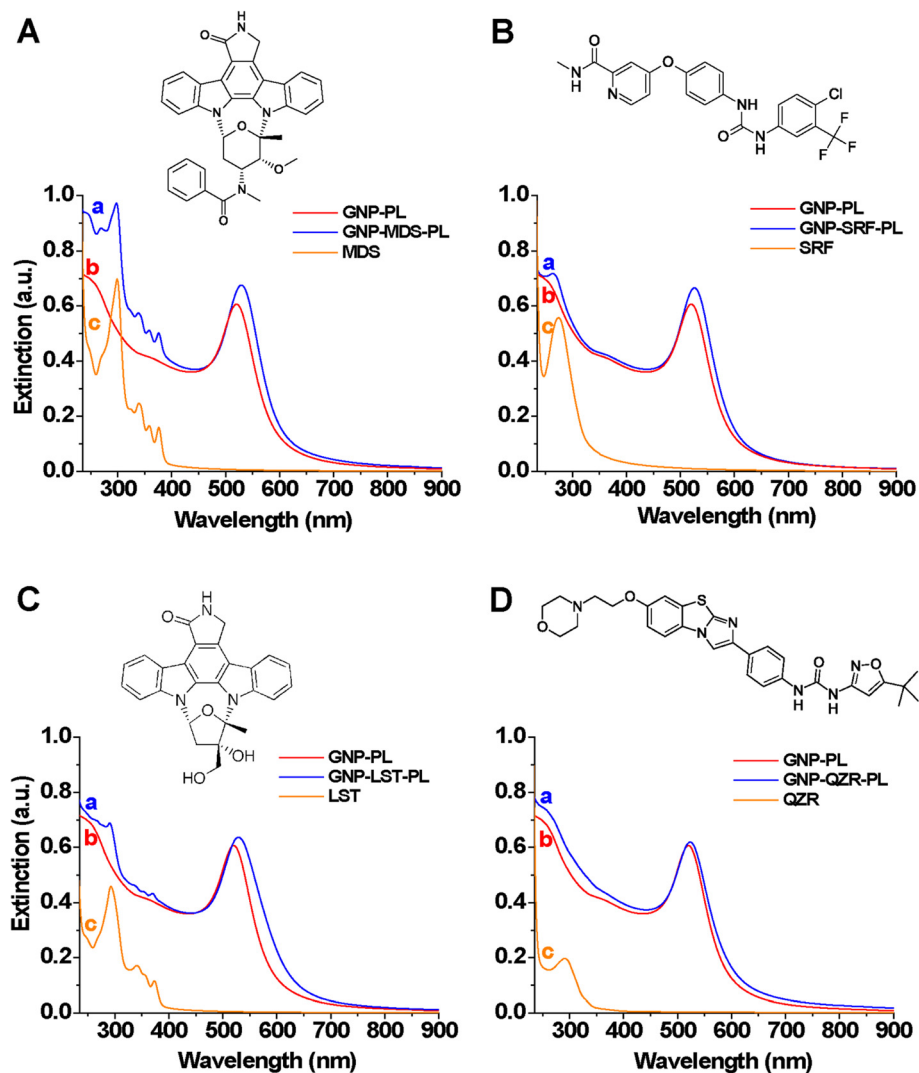 A
B
H
N
O
N
N
O
O
N
O
O
N
H
N
O
NH
O
N
H
Cl
F
F
F
1.0
0.8
0.6
0.4
0.2
0.0
a
b
c
GNP-PL
GNP-MDS-PL
MDS
300 400 500 600 700 800 900
Wavelength (nm)
Extinction (a.u.)
1.0
0.8
0.6
0.4
0.2
0.0
a
b
c
GNP-PL
GNP-SRF-PL
SRF
300 400 500 600 700 800 900
Wavelength (nm)
C
D
H
N
O
N
N
O
OH
HO
O
N
O
S
N
N
N
H
O
N
H
N
O
1.0
0.8
0.6
0.4
0.2
0.0
a
b
c
GNP-PL
GNP-LST-PL
LST
300 400 500 600 700 800 900
Wavelength (nm)
Extinction (a.u.)
1.0
0.8
0.6
0.4
0.2
0.0
a
b
c
GNP-PL
GNP-QZR-PL
QZR
300 400 500 600 700 800 900
Wavelength (nm)